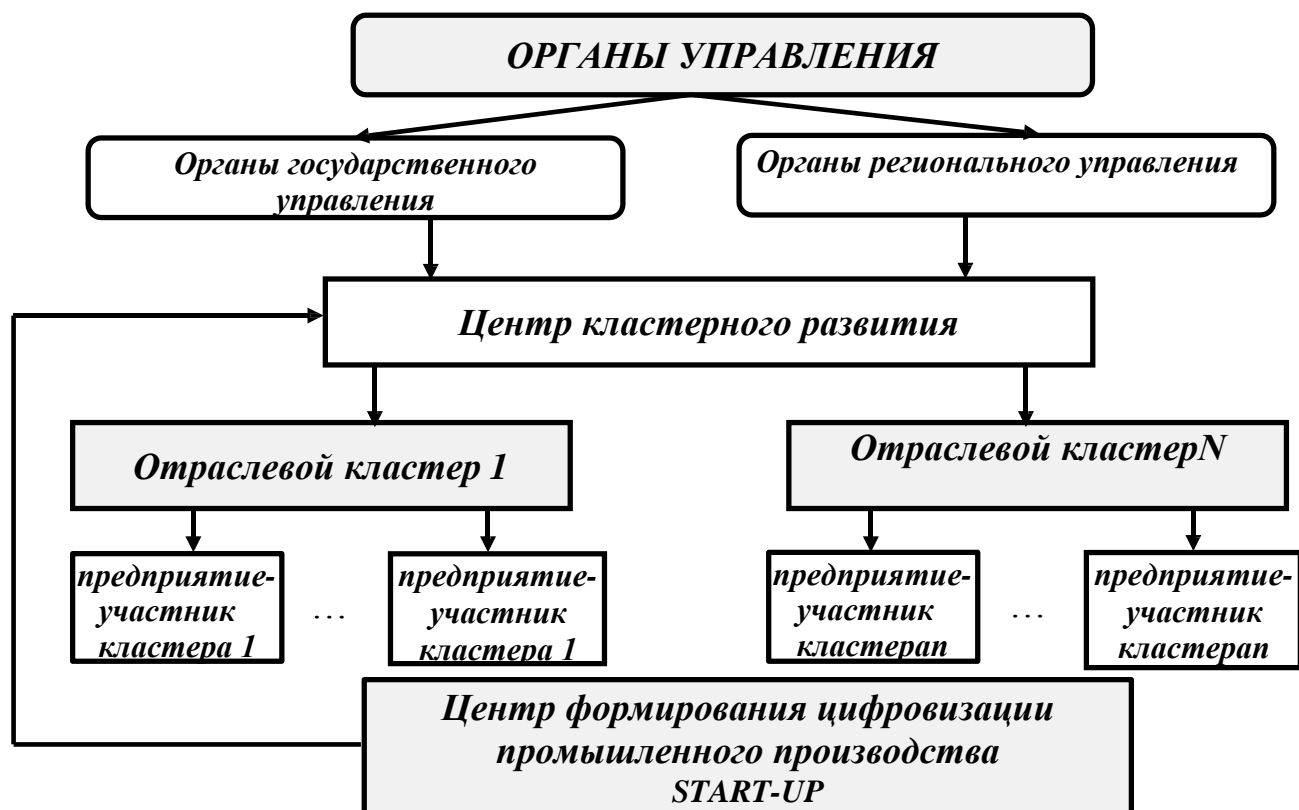 ОРГАНЫ УПРАВЛЕНИЯ
Органы государственного
управления
Органы регионального управления
Центр кластерного развития
Отраслевой кластер 1
Отраслевой кластерN
предприятие-
участник
кластера 1
...
предприятие-
участник
кластера 1
предприятие-
участник
кластерап
...
предприятие-
участник
кластерап
Центр формирования цифровизации
промышленного производства
START-UP